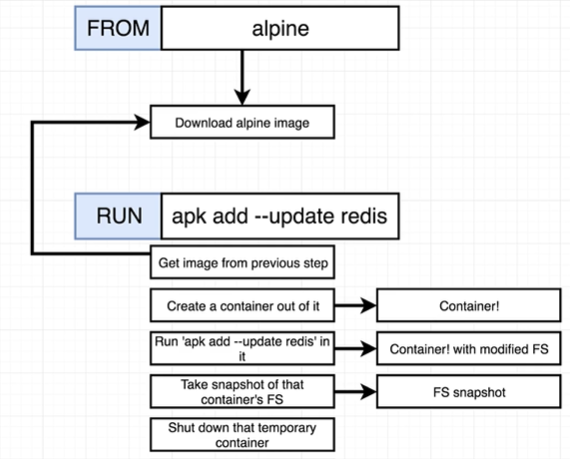 FROM alpine
Download alpine image
RUN apk add --update redis
Get image from previous step
Create a container out of it
Container!
Run 'apk add --update redis' in
it
Container! with modified FS
Take snapshot of that
container's FS
FS snapshot
Shut down that temporary
container